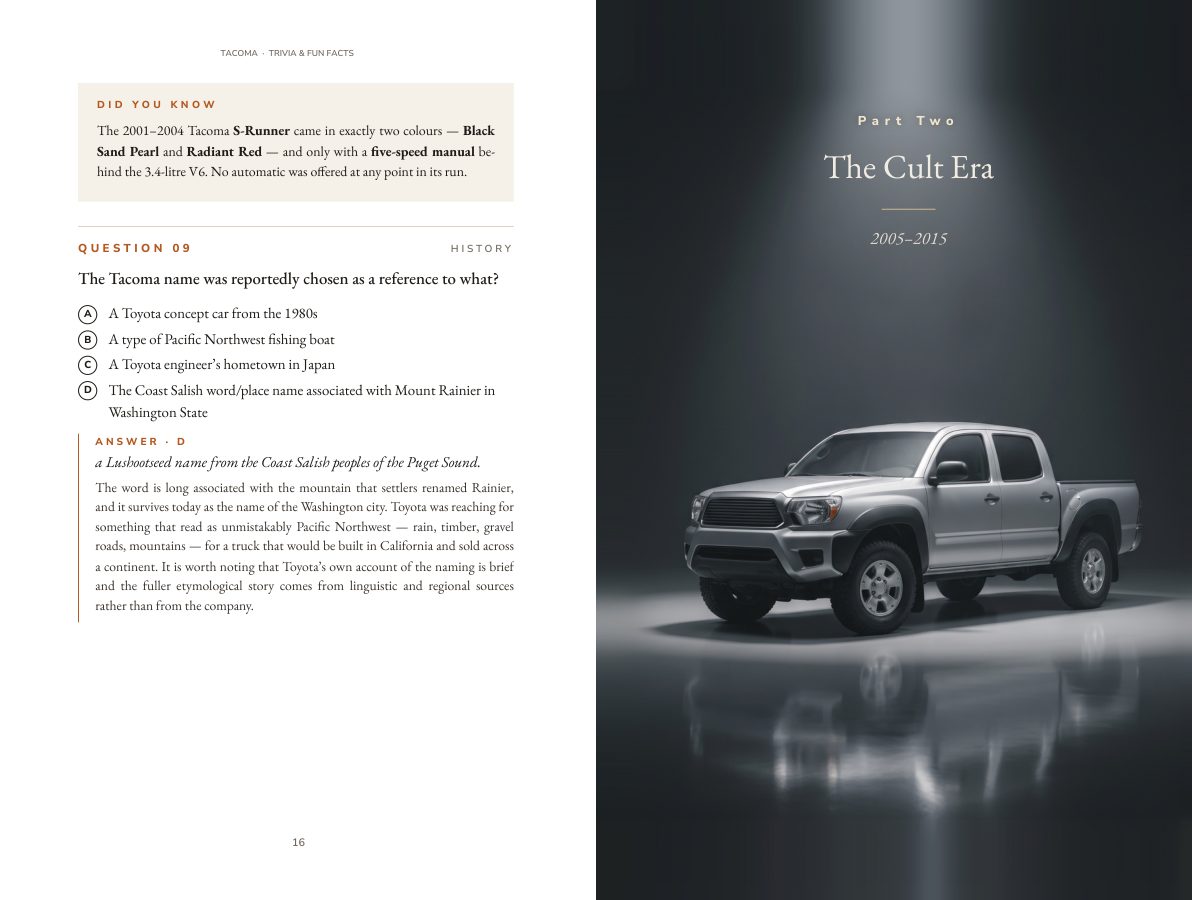 TACOMA · TRIVIA & FUN FACTS
DID YOU KNOW
The 2001–2004 Tacoma S-Runner came in exactly two colours — Black
Sand Pearl and Radiant Red — and only with a five-speed manual be-
hind the 3.4-litre V6. No automatic was offered at any point in its run.
QUESTION 09
HISTORY
The Tacoma name was reportedly chosen as a reference to what?
A A Toyota concept car from the 1980s
B A type of Pacific Northwest fishing boat
C A Toyota engineer’s hometown in Japan
D The Coast Salish word/place name associated with Mount Rainier in
Washington State
ANSWER · D
a Lushootseed name from the Coast Salish peoples of the Puget Sound.
The word is long associated with the mountain that settlers renamed Rainier,
and it survives today as the name of the Washington city. Toyota was reaching for
something that read as unmistakably Pacific Northwest — rain, timber, gravel
roads, mountains — for a truck that would be built in California and sold across
a continent. It is worth noting that Toyota’s own account of the naming is brief
and the fuller etymological story comes from linguistic and regional sources
rather than from the company.
16
Part Two
The Cult Era
2005–2015